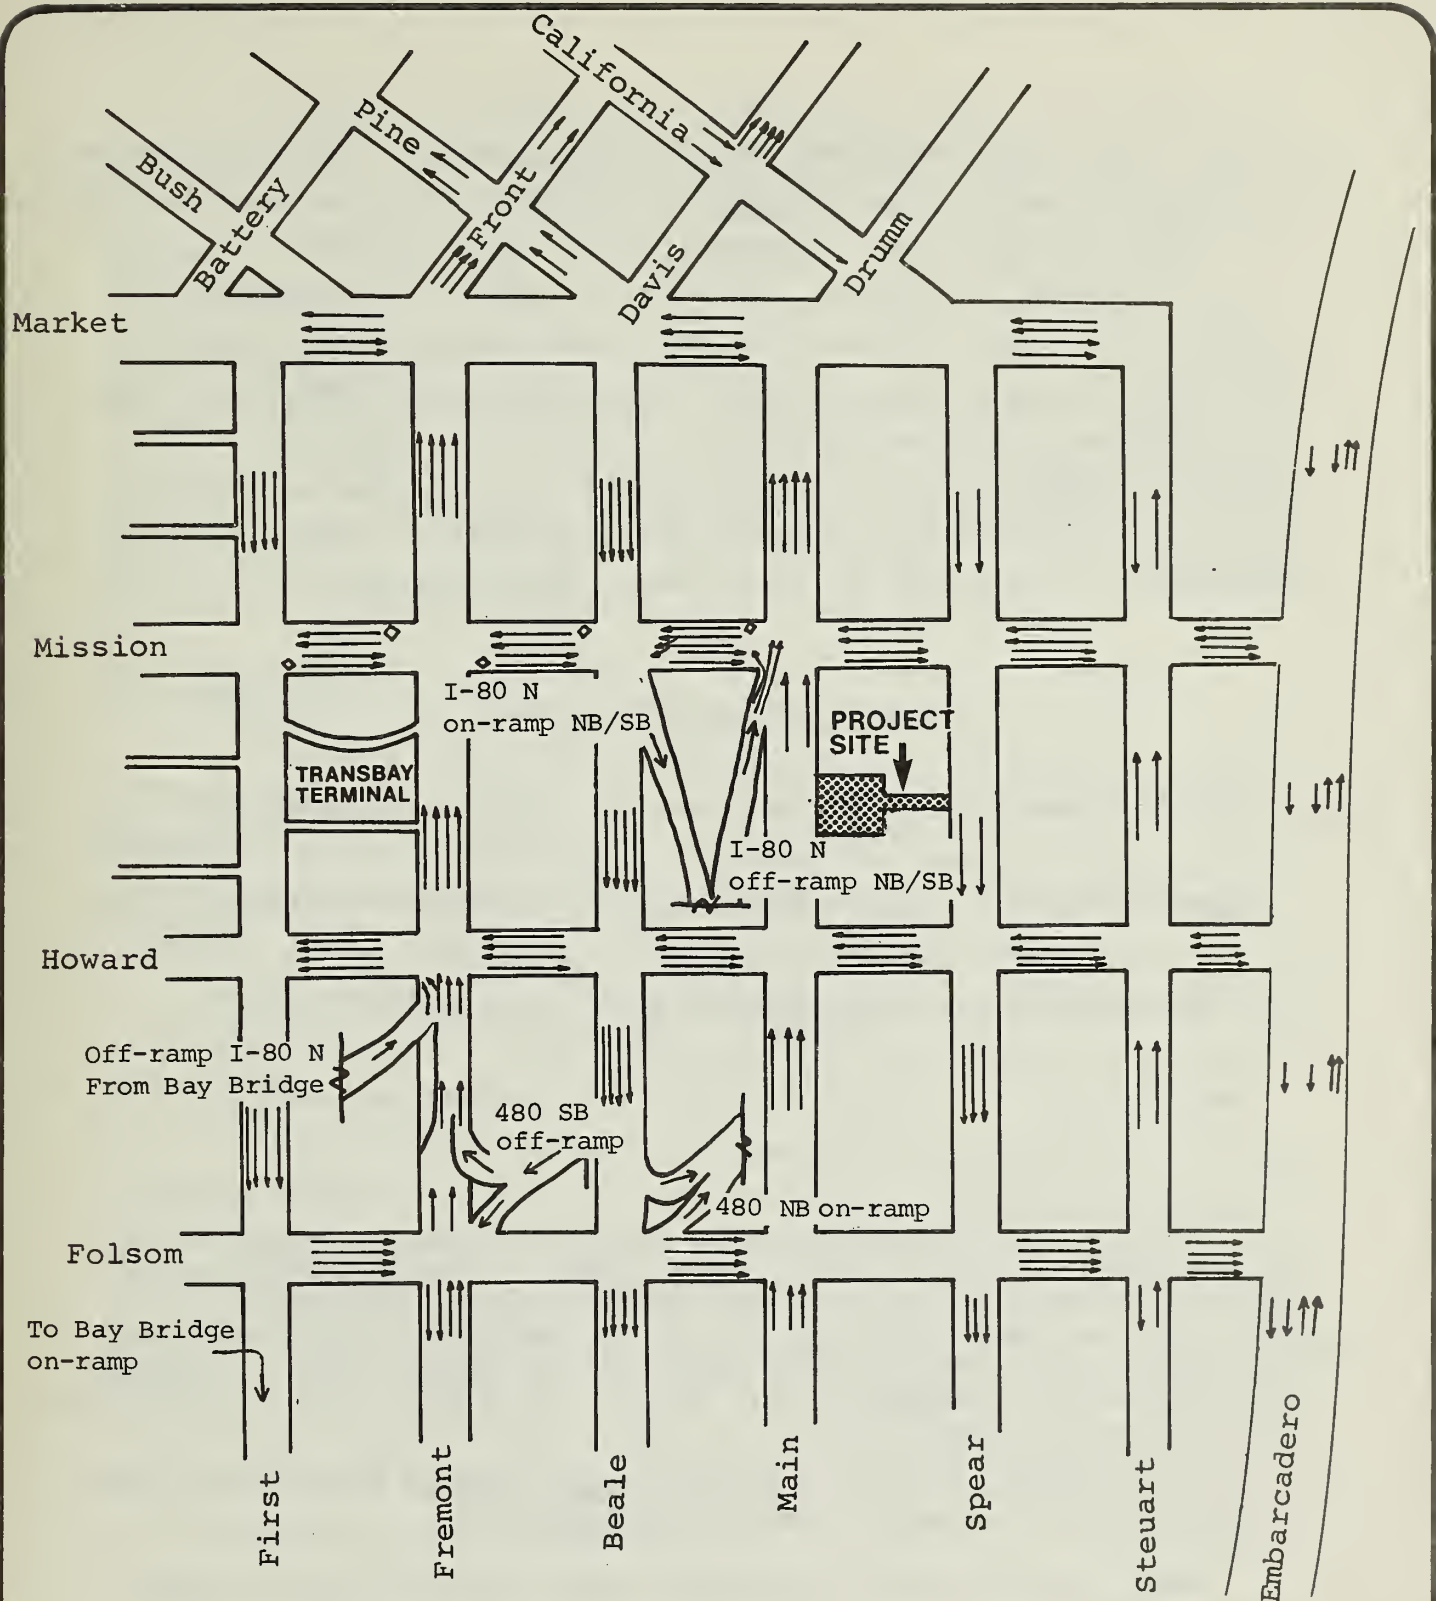 California
Pine
Bush
Battery
Front
Davis
Drumm
Market
Mission
I-80 N
on-ramp NB/SB
PROJECT
SITE
TRANSBAY
TERMINAL
I-80 N
off-ramp NB/SB
Howard
Off-ramp I-80 N
From Bay Bridge
480 SB
off-ramp
480 NB on-ramp
Folsom
To Bay Bridge
on-ramp
First
Fremont
Beale
Main
Spear
Steuart
Embarcadero